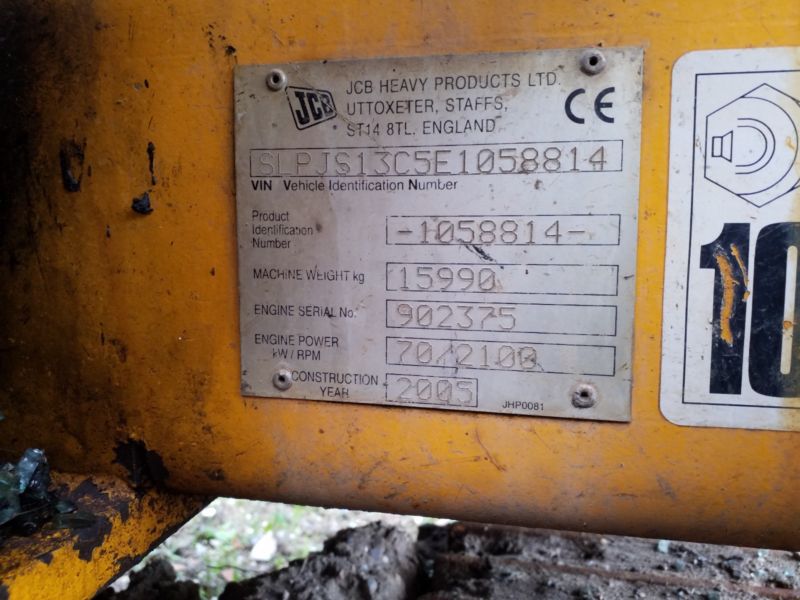 JCB
JCB HEAVY PRODUCTS LTD.
UTTOXETER, STAFFS,
ST14 8TL. ENGLAND
CE
SLPJS13C5E1058814
VIN Vehicle Identification Number
Product
Identification
Number
-1058814-
MACHINE WEIGHT kg
15990
ENGINE SERIAL No.
902375
ENGINE POWER
kW / RPM
70/2100
CONSTRUCTION
YEAR
2005
JHP0081
10